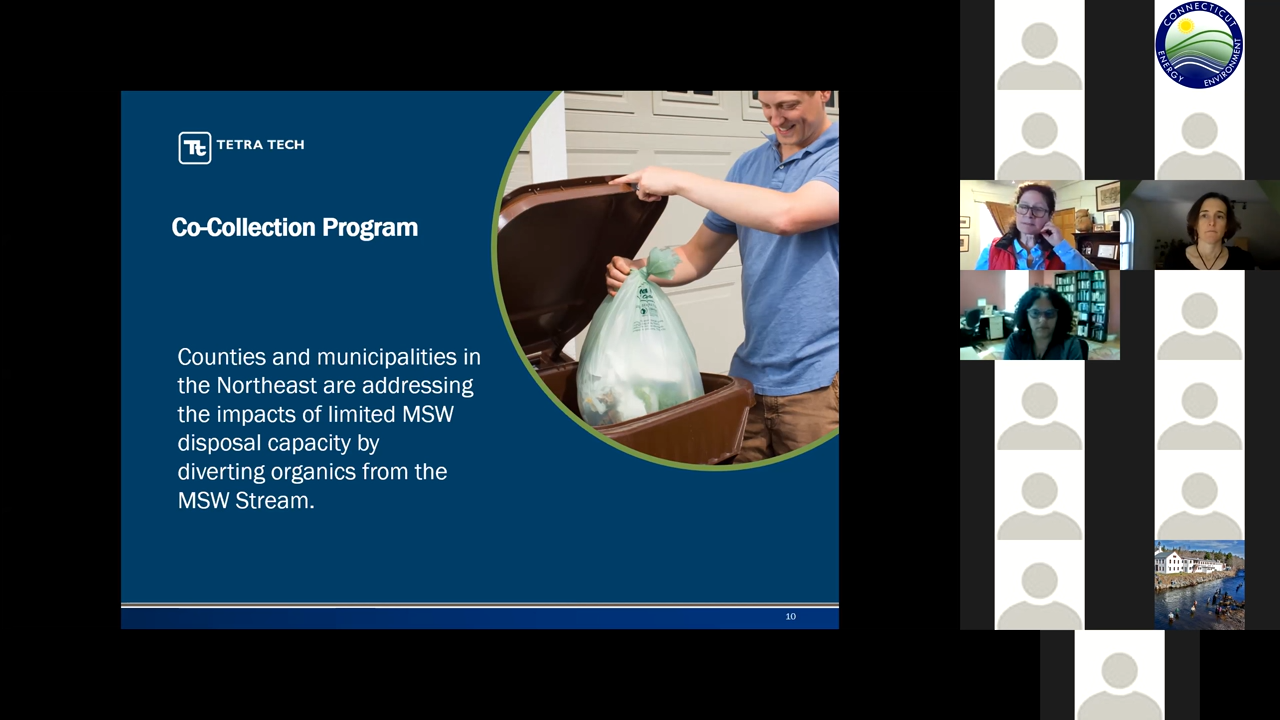 TETRA TECH
Co-Collection Program
Counties and municipalities in
the Northeast are addressing
the impacts of limited MSW
disposal capacity by
diverting organics from the
MSW Stream.
10
CONNECTICUT
ENERGY ENVIRONMENT